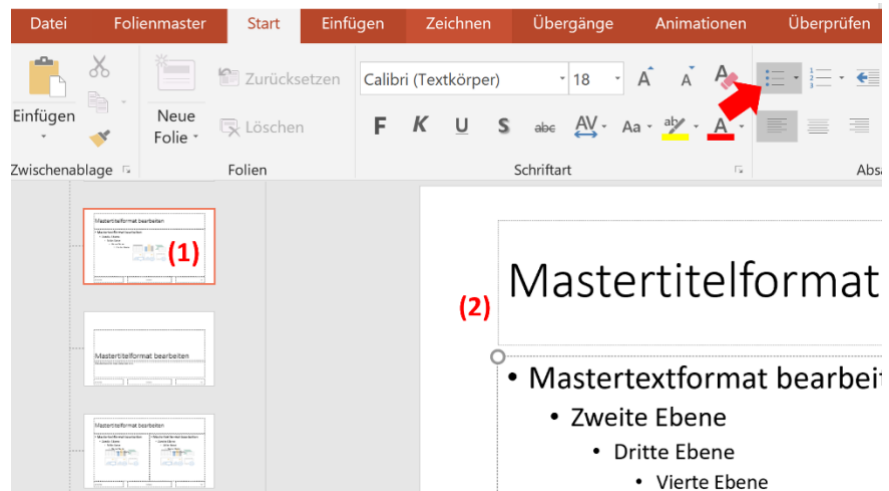 Datei Folienmaster Start Einfügen Zeichnen Übergänge Animationen Überprüfen
Zurücksetzen
Calibri (Textkörper) 18 A A A
Einfügen
Neue
Folie
Löschen
F K U S abc AV Aa aby A
Zwischenablage Folien Schriftart Absa
Mastertitelformat bearbeiten
(1)
Mastertitelformat bearbeiten
Mastertitelformat bearbeiten
(2)
Mastertitelformat
• Mastertextformat bearbeit
• Zweite Ebene
• Dritte Ebene
• Vierte Ebene